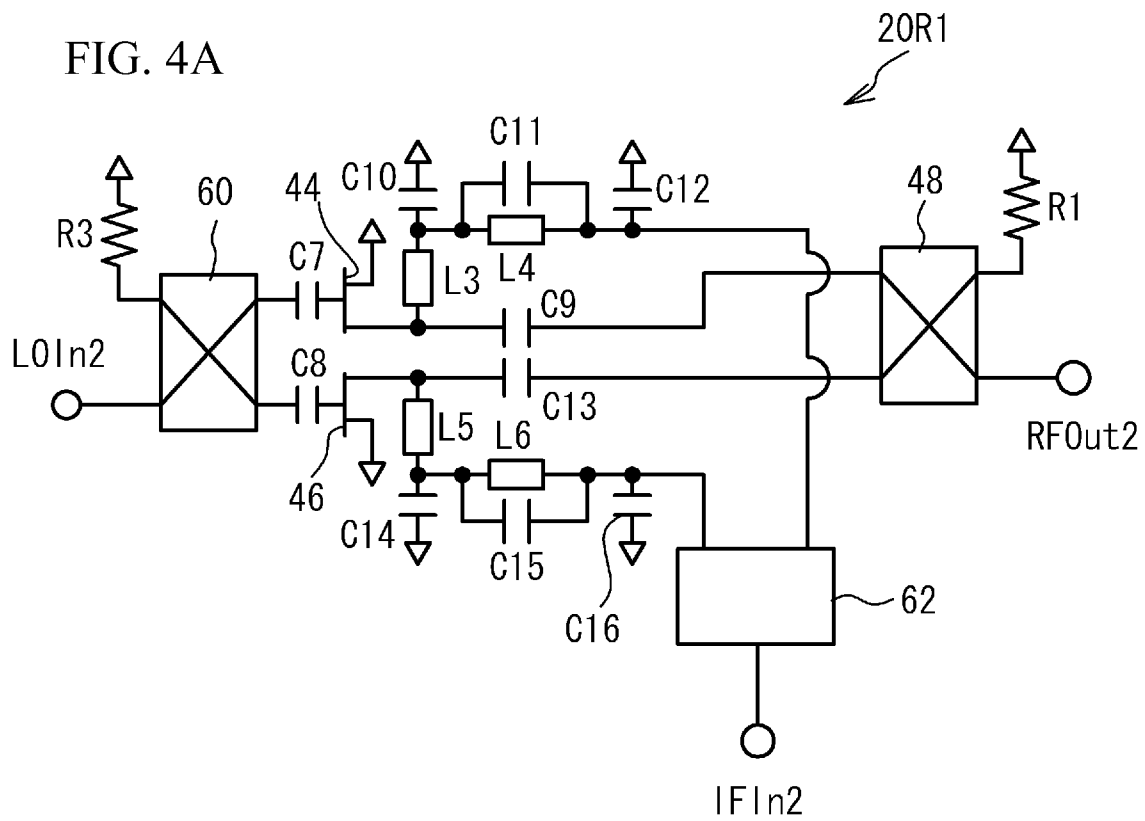 20R1
FIG. 4A
C11
C10
C12
60
44
48
R3
R1
C7
L3
L4
C9
LOIn2
C8
C13
L5
L6
RFOut2
46
C14
C15
C16
62
IFIn2